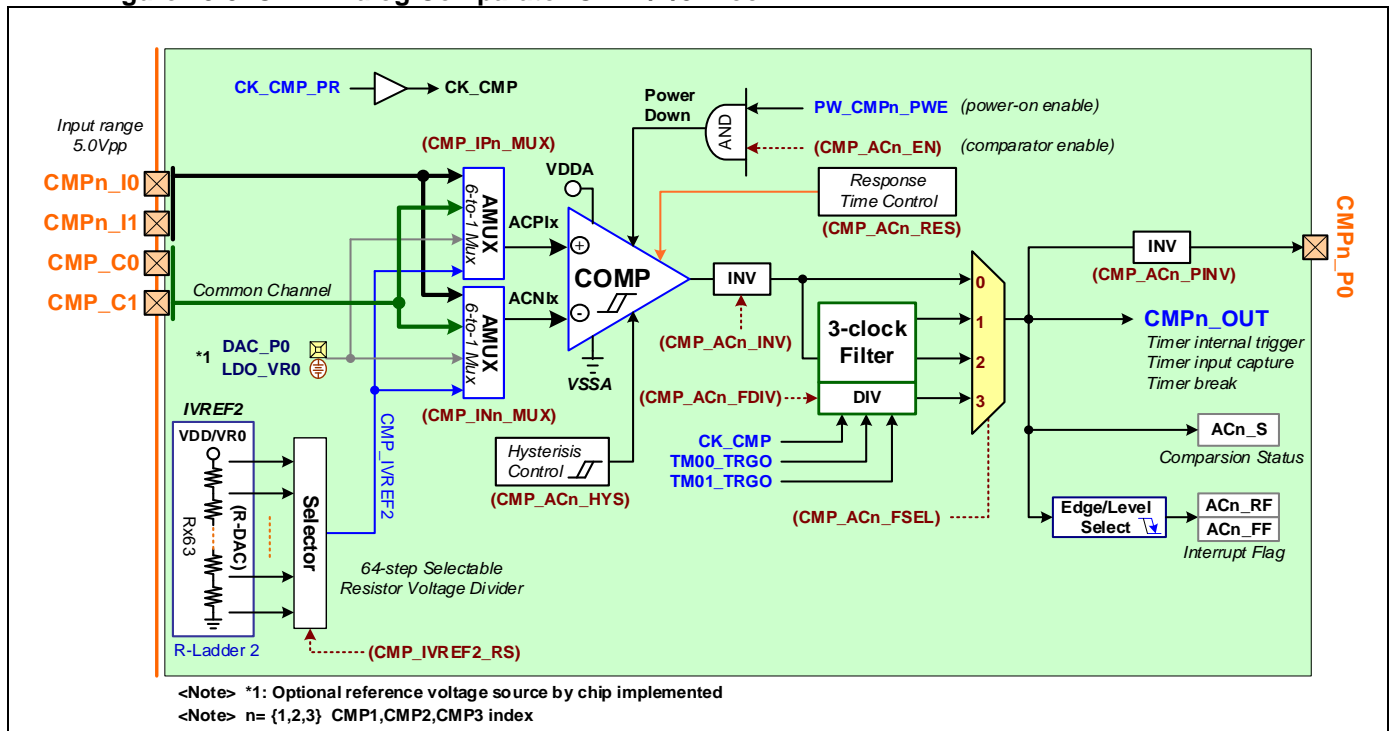 CK_CMP_PR
CK_CMP
Input range
5.0Vpp
CMPn_I0
CMPn_I1
CMP_C0
CMP_C1
Common Channel
*1
DAC_P0
LDO_VR0
(CMP_IPn_MUX)
AMUX
6-to-1 Mux
AMUX
6-to-1 Mux
(CMP_INn_MUX)
ACPIx
ACNIx
VDDA
COMP
VSSA
Power
Down
AND
PW_CMPn_PWE
(power-on enable)
(CMP_ACn_EN)
(comparator enable)
Response
Time Control
(CMP_ACn_RES)
INV
(CMP_ACn_INV)
3-clock
Filter
DIV
(CMP_ACn_FDIV)
CK_CMP
TM00_TRGO
TM01_TRGO
0
1
2
3
(CMP_ACn_FSEL)
INV
(CMP_ACn_PINV)
CMPn_P0
CMPn_OUT
Timer internal trigger
Timer input capture
Timer break
ACn_S
Comparsion Status
Edge/Level
Select
ACn_RF
ACn_FF
Interrupt Flag
Hysterisis
Control
(CMP_ACn_HYS)
IVREF2
VDD/VR0
Rx63
(R-DAC)
R-Ladder 2
Selector
CMP_IVREF2
64-step Selectable
Resistor Voltage Divider
(CMP_IVREF2_RS)
<Note> *1: Optional reference voltage source by chip implemented
<Note> n= {1,2,3} CMP1,CMP2,CMP3 index